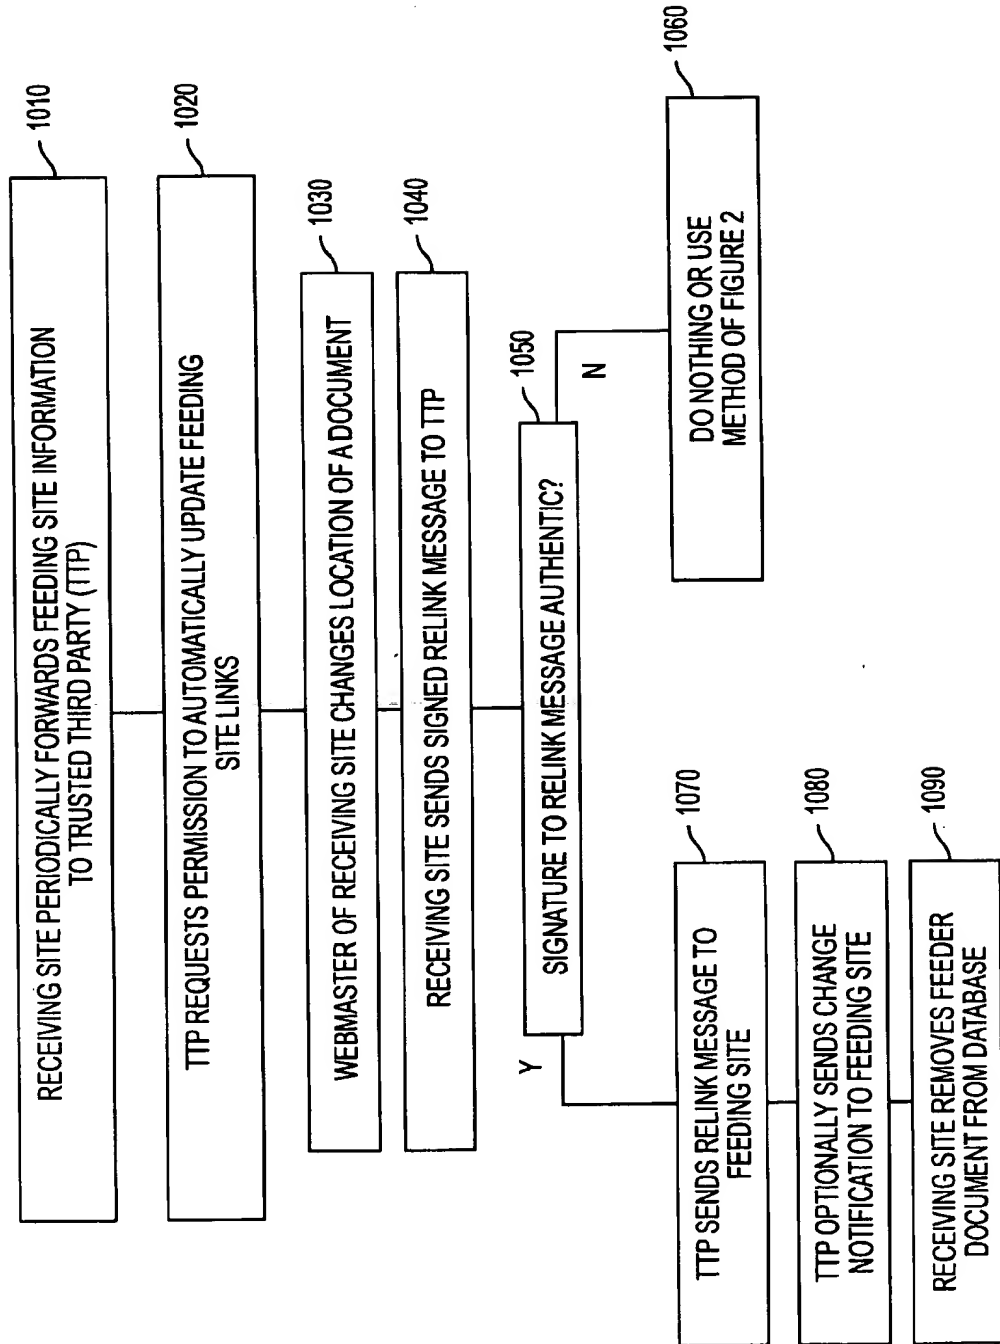 RECEIVING SITE PERIODICALLY FORWARDS FEEDING SITE INFORMATION
TO TRUSTED THIRD PARTY (TTP)
1010
TTP REQUESTS PERMISSION TO AUTOMATICALLY UPDATE FEEDING
SITE LINKS
1020
WEBMASTER OF RECEIVING SITE CHANGES LOCATION OF A DOCUMENT
1030
RECEIVING SITE SENDS SIGNED RELINK MESSAGE TO TTP
1040
SIGNATURE TO RELINK MESSAGE AUTHENTIC?
1050
N
DO NOTHING OR USE
METHOD OF FIGURE 2
1060
Y
TTP SENDS RELINK MESSAGE TO
FEEDING SITE
1070
TTP OPTIONALLY SENDS CHANGE
NOTIFICATION TO FEEDING SITE
1080
RECEIVING SITE REMOVES FEEDER
DOCUMENT FROM DATABASE
1090